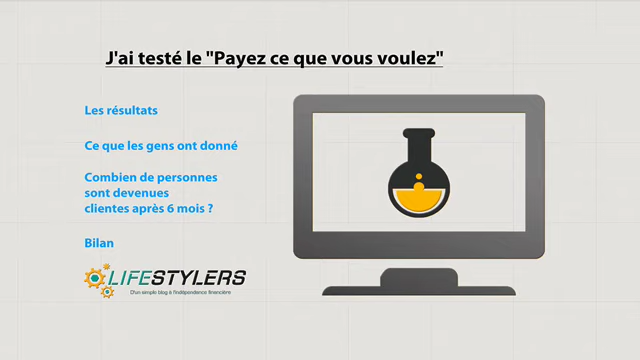 J'ai testé le "Payez ce que vous voulez"
Les résultats
Ce que les gens ont donné
Combien de personnes
sont devenues
clientes après 6 mois ?
Bilan
LIFESTYLERS
D'un simple blog à l'indépendance financière